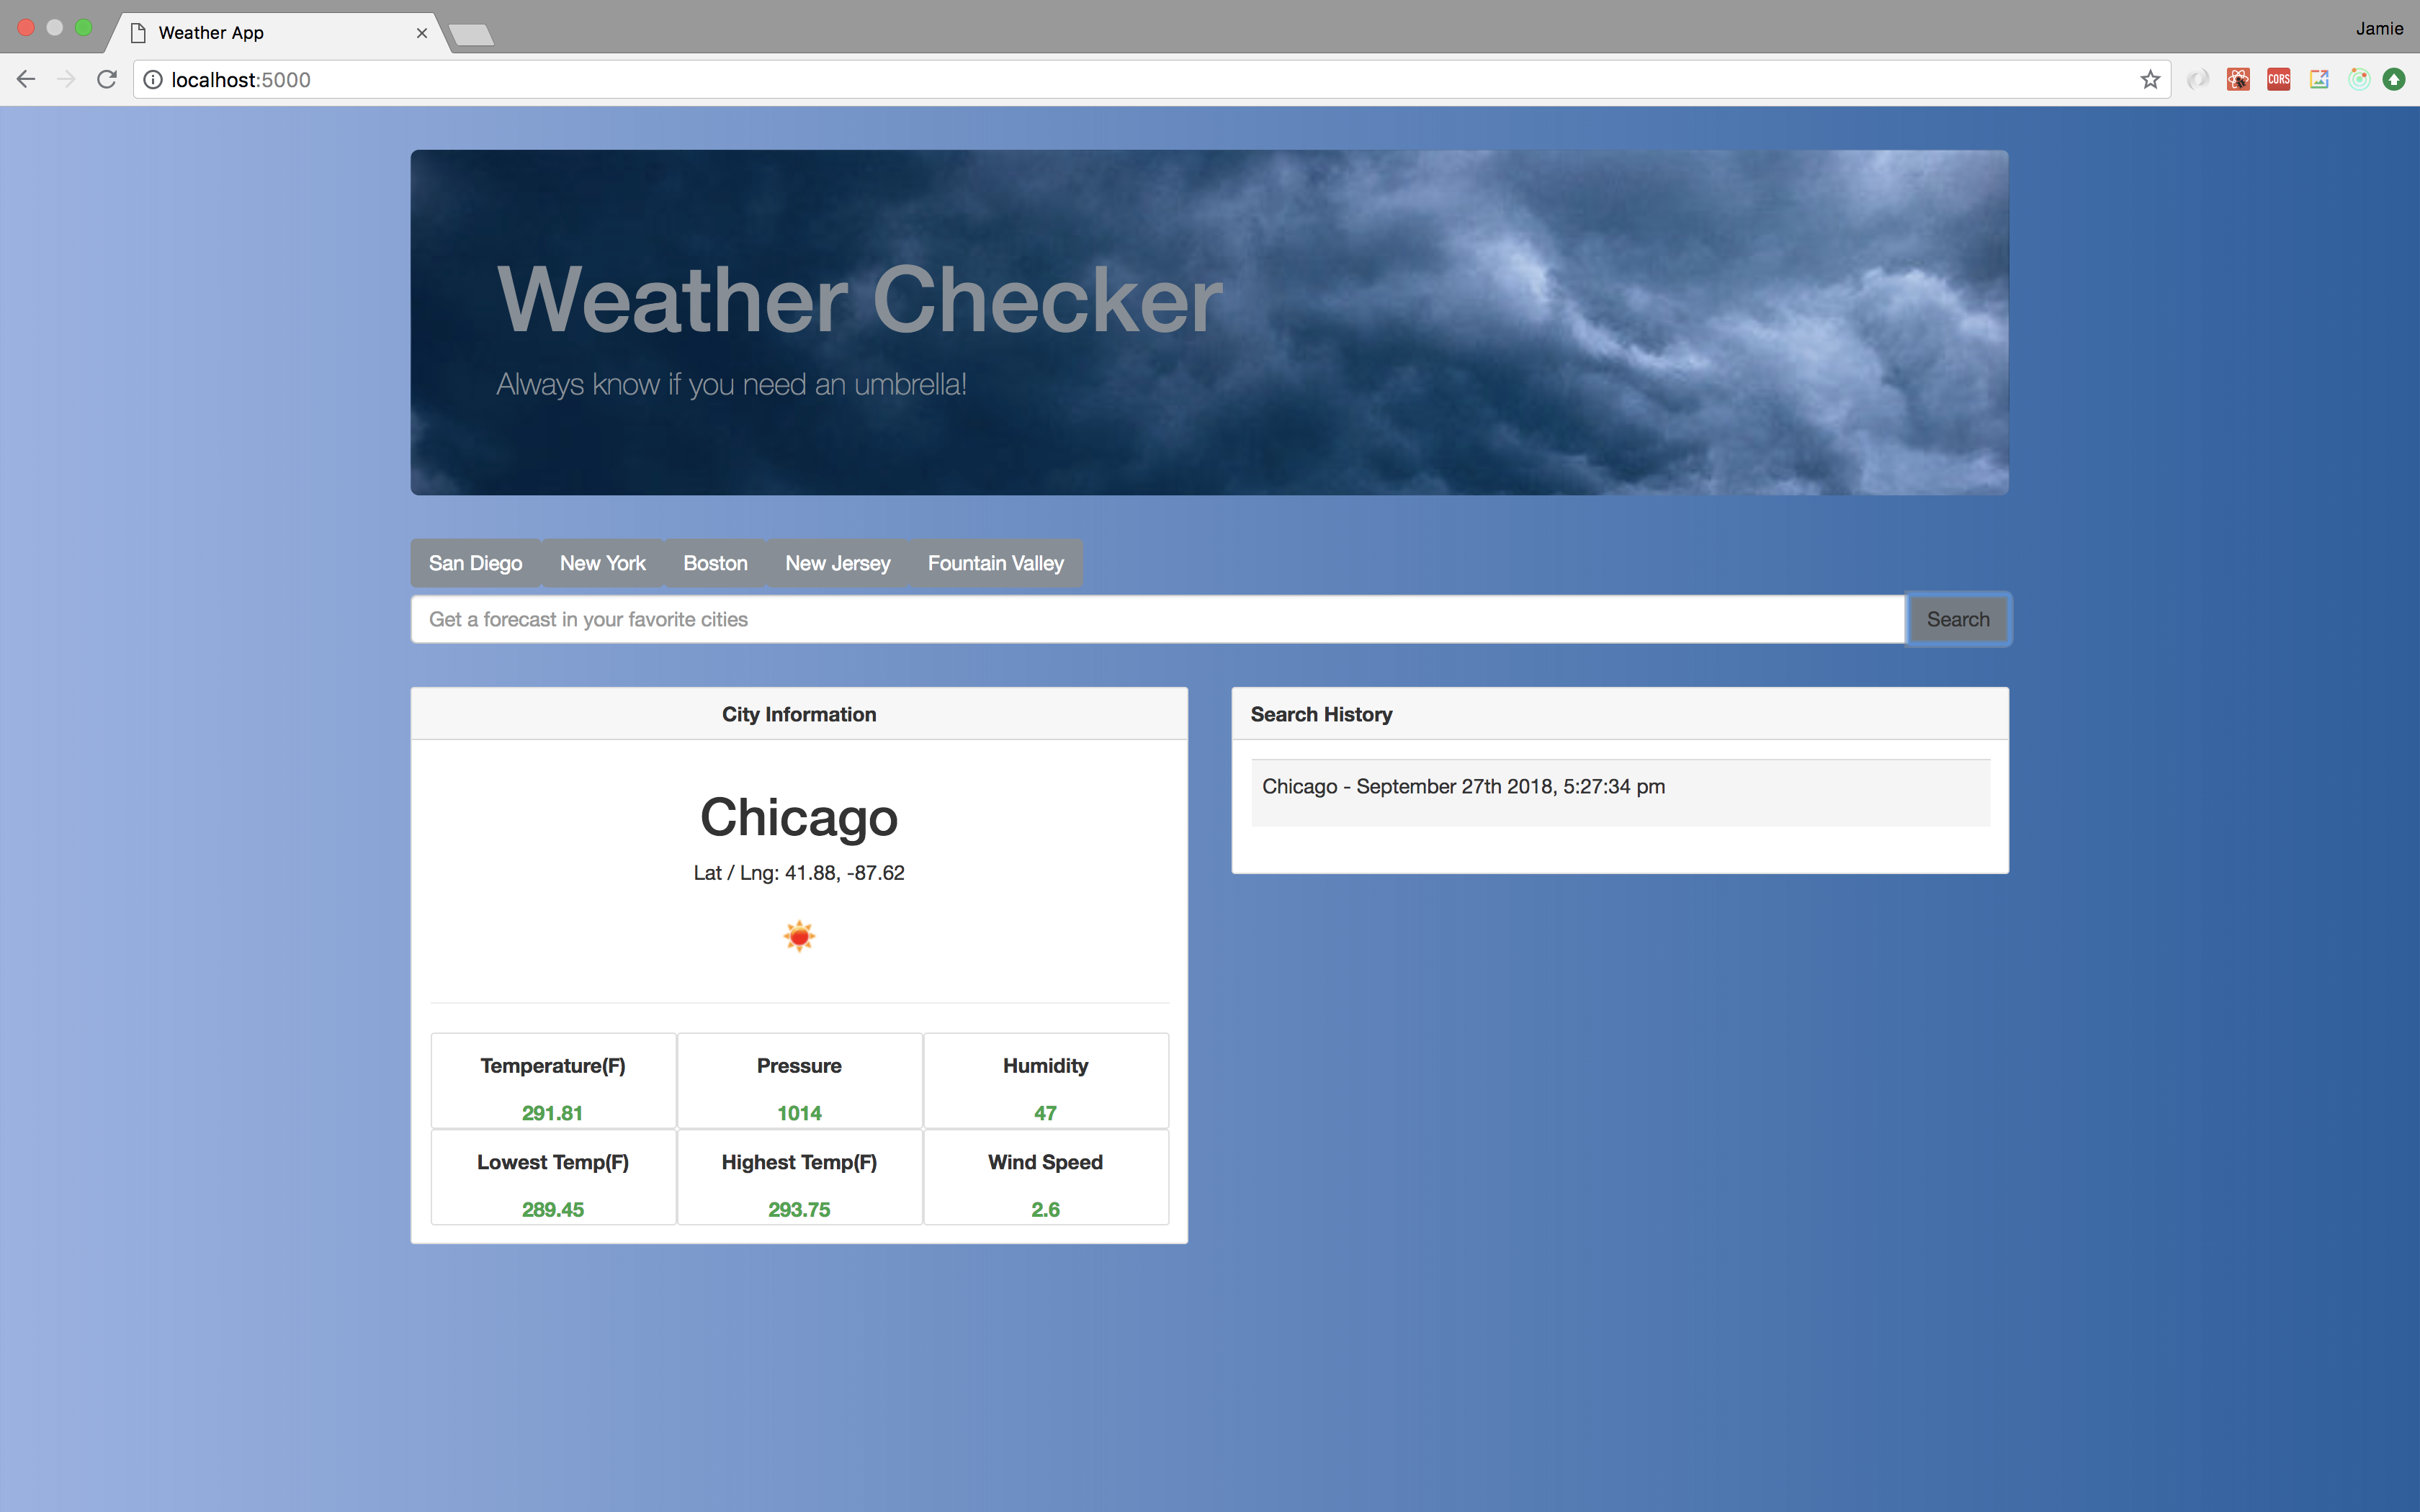 Weather App
Jamie
localhost:5000
CORS
Weather Checker
Always know if you need an umbrella!
San Diego New York Boston New Jersey Fountain Valley
Get a forecast in your favorite cities Search
City Information
Chicago
Lat / Lng: 41.88, -87.62
Temperature(F) Pressure Humidity
291.81 1014 47
Lowest Temp(F) Highest Temp(F) Wind Speed
289.45 293.75 2.6
Search History
Chicago - September 27th 2018, 5:27:34 pm